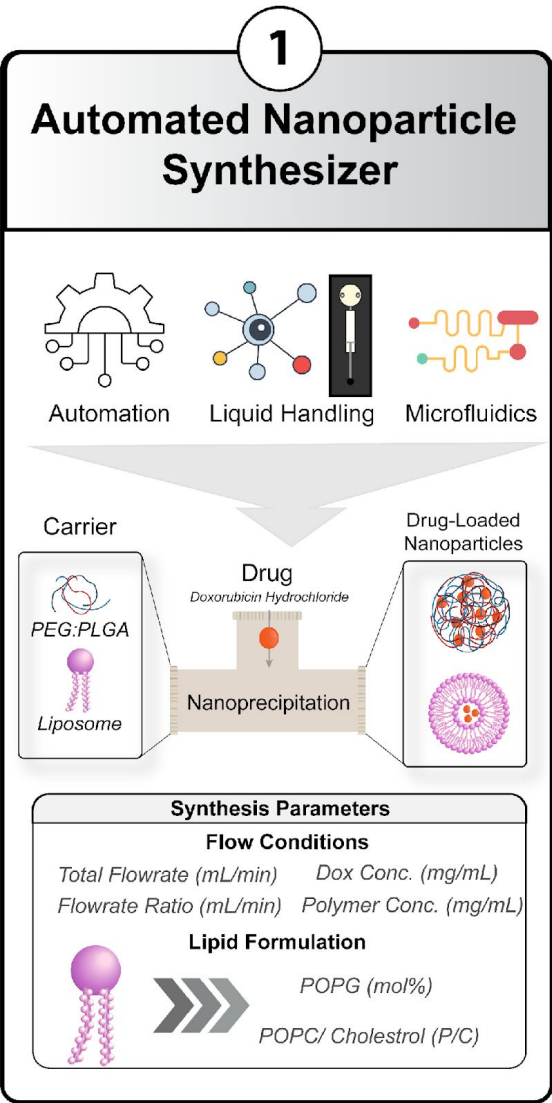 1
Automated Nanoparticle
Synthesizer
Automation
Liquid Handling
Microfluidics
Carrier
PEG:PLGA
Liposome
Drug
Doxorubicin Hydrochloride
Nanoprecipitation
Drug-Loaded
Nanoparticles
Synthesis Parameters
Flow Conditions
Total Flowrate (mL/min)
Dox Conc. (mg/mL)
Flowrate Ratio (mL/min)
Polymer Conc. (mg/mL)
Lipid Formulation
POPG (mol%)
POPC/ Cholestrol (P/C)